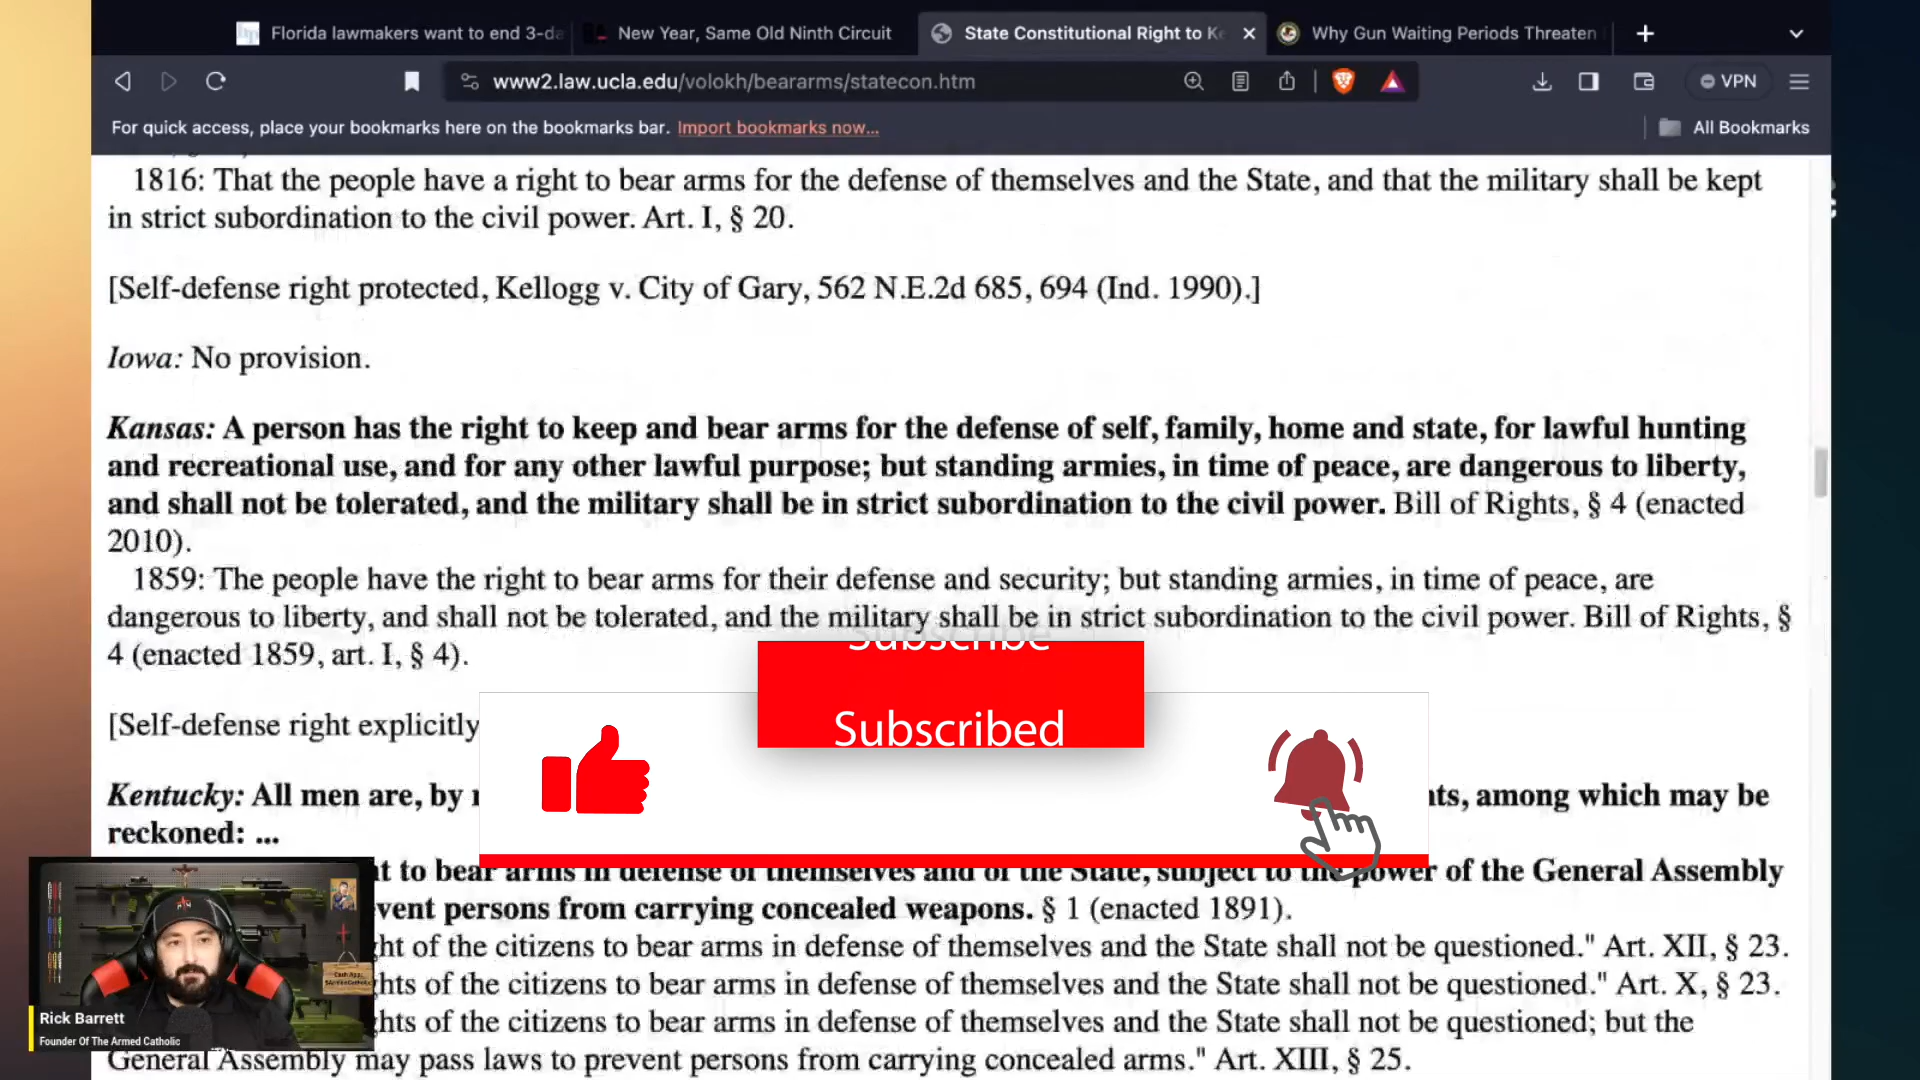 Florida lawmakers want to end 3-da
New Year, Same Old Ninth Circuit
State Constitutional Right to Ke
Why Gun Waiting Periods Threaten
www2.law.ucla.edu/volokh/beararms/statecon.htm
VPN
For quick access, place your bookmarks here on the bookmarks bar. Import bookmarks now...
All Bookmarks
1816: That the people have a right to bear arms for the defense of themselves and the State, and that the military shall be kept
in strict subordination to the civil power. Art. I, § 20.
[Self-defense right protected, Kellogg v. City of Gary, 562 N.E.2d 685, 694 (Ind. 1990).]
Iowa: No provision.
Kansas: A person has the right to keep and bear arms for the defense of self, family, home and state, for lawful hunting
and recreational use, and for any other lawful purpose; but standing armies, in time of peace, are dangerous to liberty,
and shall not be tolerated, and the military shall be in strict subordination to the civil power. Bill of Rights, § 4 (enacted
2010).
1859: The people have the right to bear arms for their defense and security; but standing armies, in time of peace, are
dangerous to liberty, and shall not be tolerated, and the military shall be in strict subordination to the civil power. Bill of Rights, §
4 (enacted 1859, art. I, § 4).
Subscribe
Subscribed
[Self-defense right explicitly
Kentucky: All men are, by nts, among which may be
reckoned: ...
t to bear arms in defense of themselves and of the State, subject to the power of the General Assembly
vent persons from carrying concealed weapons. § 1 (enacted 1891).
ght of the citizens to bear arms in defense of themselves and the State shall not be questioned." Art. XII, § 23.
hts of the citizens to bear arms in defense of themselves and the State shall not be questioned." Art. X, § 23.
ghts of the citizens to bear arms in defense of themselves and the State shall not be questioned; but the
General Assembly may pass laws to prevent persons from carrying concealed arms." Art. XIII, § 25.
Cash App:
Rick Barrett
Founder Of The Armed Catholic